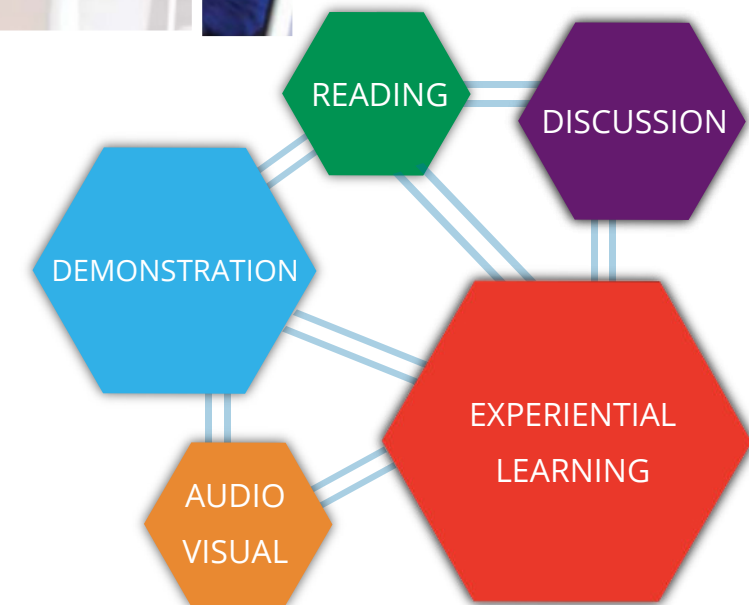 READING
DISCUSSION
DEMONSTRATION
EXPERIENTIAL
LEARNING
AUDIO
VISUAL